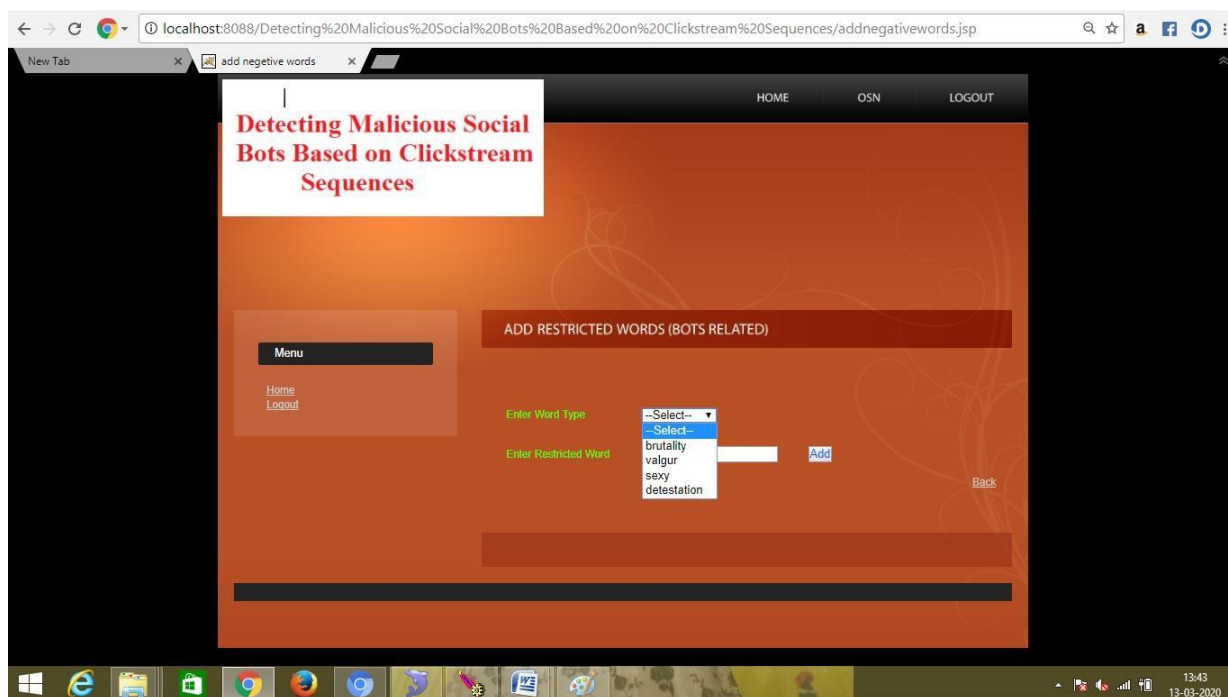 localhost:8088/Detecting%20Malicious%20Social%20Bots%20Based%20on%20Clickstream%20Sequences/addnegativewords.jsp
New Tab
add negetive words
HOME OSN LOGOUT
Detecting Malicious Social
Bots Based on Clickstream
Sequences
ADD RESTRICTED WORDS (BOTS RELATED)
Menu
Home
Logout
Enter Word Type --Select--
--Select--
brutality
valgur
sexy
detestation
Enter Restricted Word Add
Back
13:43
13-03-2020